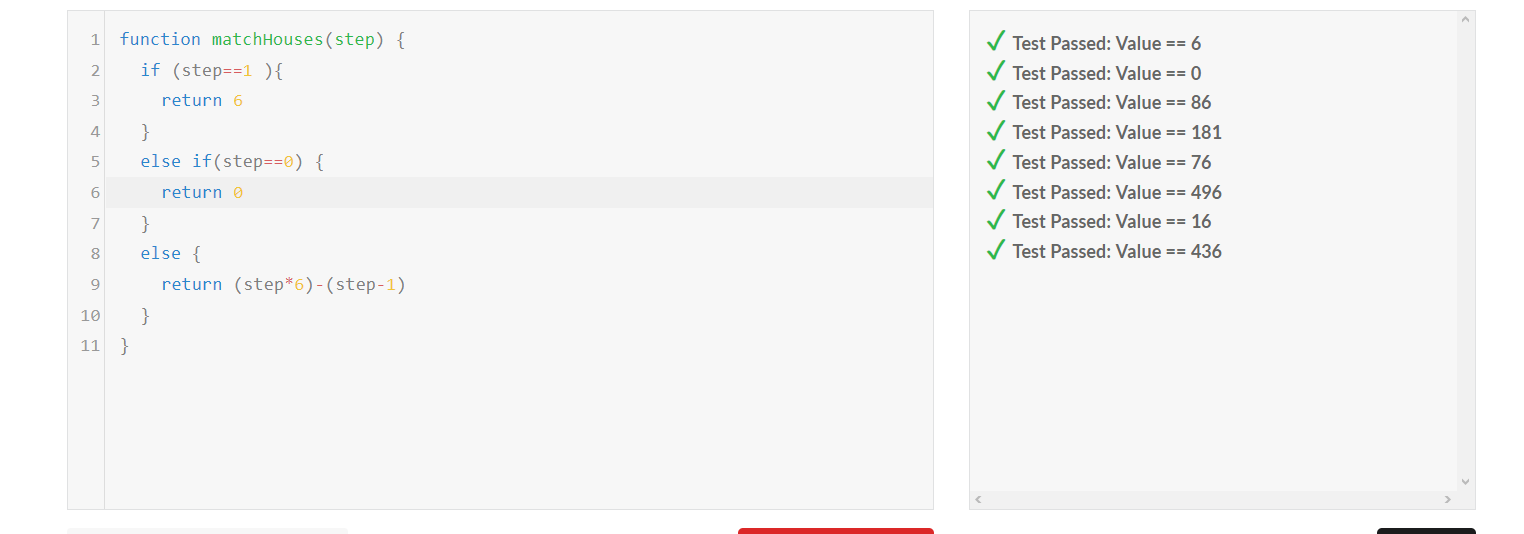 1 function matchHouses(step) {
2   if (step==1 ){
3     return 6
4   }
5   else if(step==0) {
6     return 0
7   }
8   else {
9     return (step*6)-(step-1)
10   }
11 }
✓ Test Passed: Value == 6
✓ Test Passed: Value == 0
✓ Test Passed: Value == 86
✓ Test Passed: Value == 181
✓ Test Passed: Value == 76
✓ Test Passed: Value == 496
✓ Test Passed: Value == 16
✓ Test Passed: Value == 436